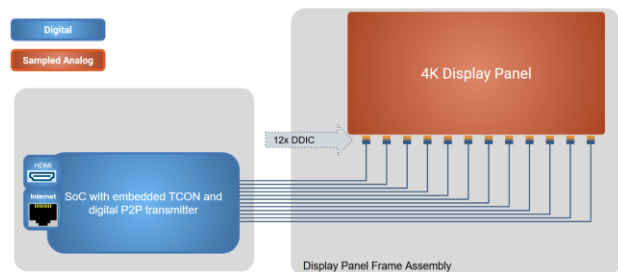 Digital
Sampled Analog
4K Display Panel
12x DDIC
HDMI
Internet
SoC with embedded TCON and
digital P2P transmitter
Display Panel Frame Assembly